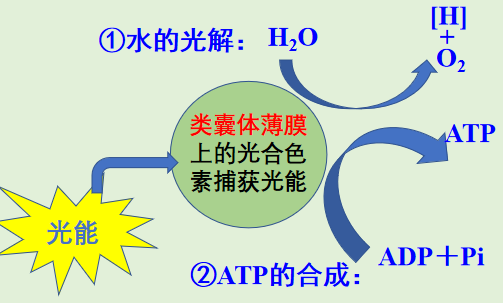 ①水的光解：
H₂O
[H]
+
O₂
类囊体薄膜
上的光合色
素捕获光能
ATP
光能
②ATP的合成：
ADP＋Pi